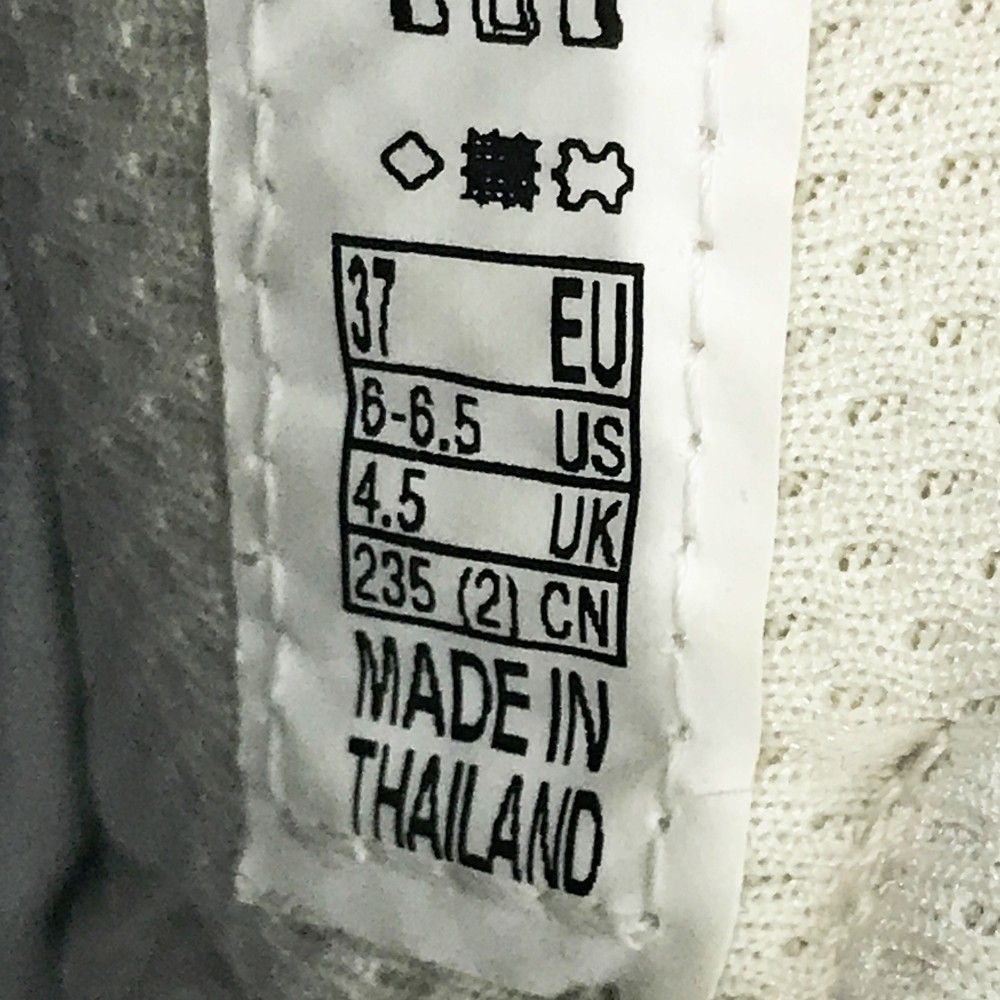 37 EU
6-6.5 US
4.5 UK
235 (2) CN
MADE IN
THAILAND